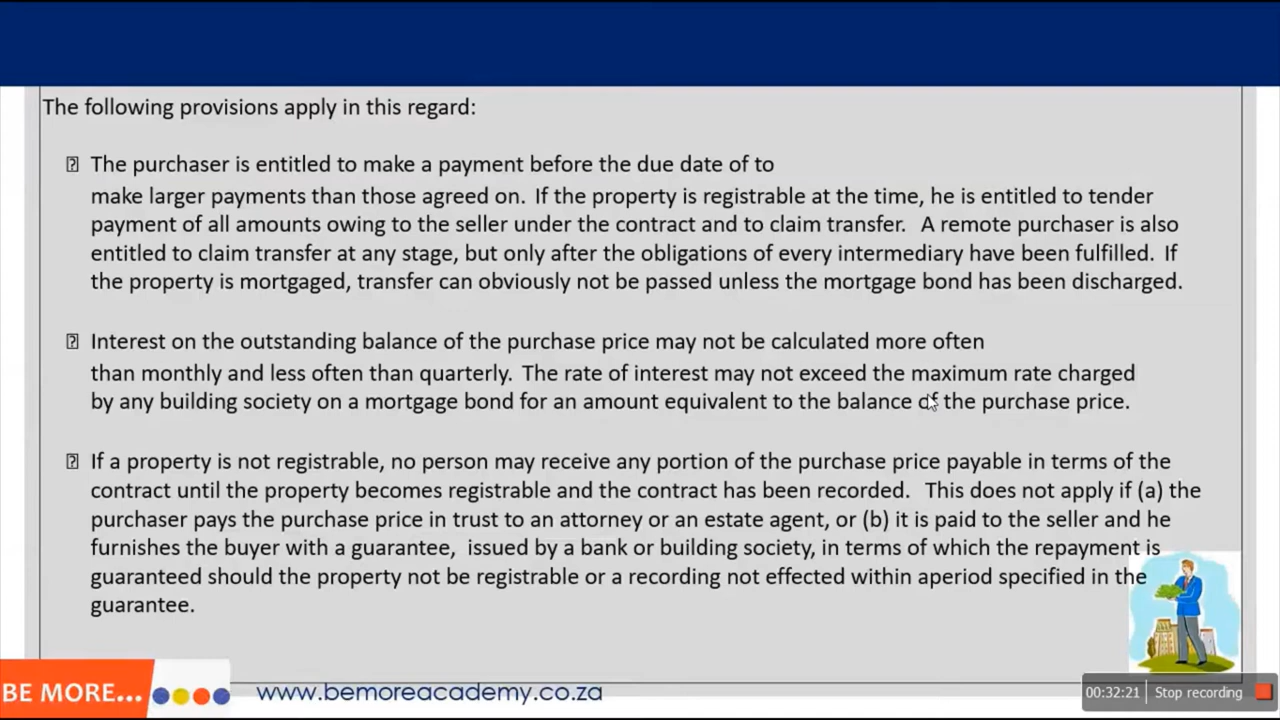 The following provisions apply in this regard:
The purchaser is entitled to make a payment before the due date of to
make larger payments than those agreed on. If the property is registrable at the time, he is entitled to tender
payment of all amounts owing to the seller under the contract and to claim transfer. A remote purchaser is also
entitled to claim transfer at any stage, but only after the obligations of every intermediary have been fulfilled. If
the property is mortgaged, transfer can obviously not be passed unless the mortgage bond has been discharged.
Interest on the outstanding balance of the purchase price may not be calculated more often
than monthly and less often than quarterly. The rate of interest may not exceed the maximum rate charged
by any building society on a mortgage bond for an amount equivalent to the balance of the purchase price.
If a property is not registrable, no person may receive any portion of the purchase price payable in terms of the
contract until the property becomes registrable and the contract has been recorded. This does not apply if (a) the
purchaser pays the purchase price in trust to an attorney or an estate agent, or (b) it is paid to the seller and he
furnishes the buyer with a guarantee, issued by a bank or building society, in terms of which the repayment is
guaranteed should the property not be registrable or a recording not effected within aperiod specified in the
guarantee.
BE MORE... www.bemoreacademy.co.za
00:32:21 Stop recording